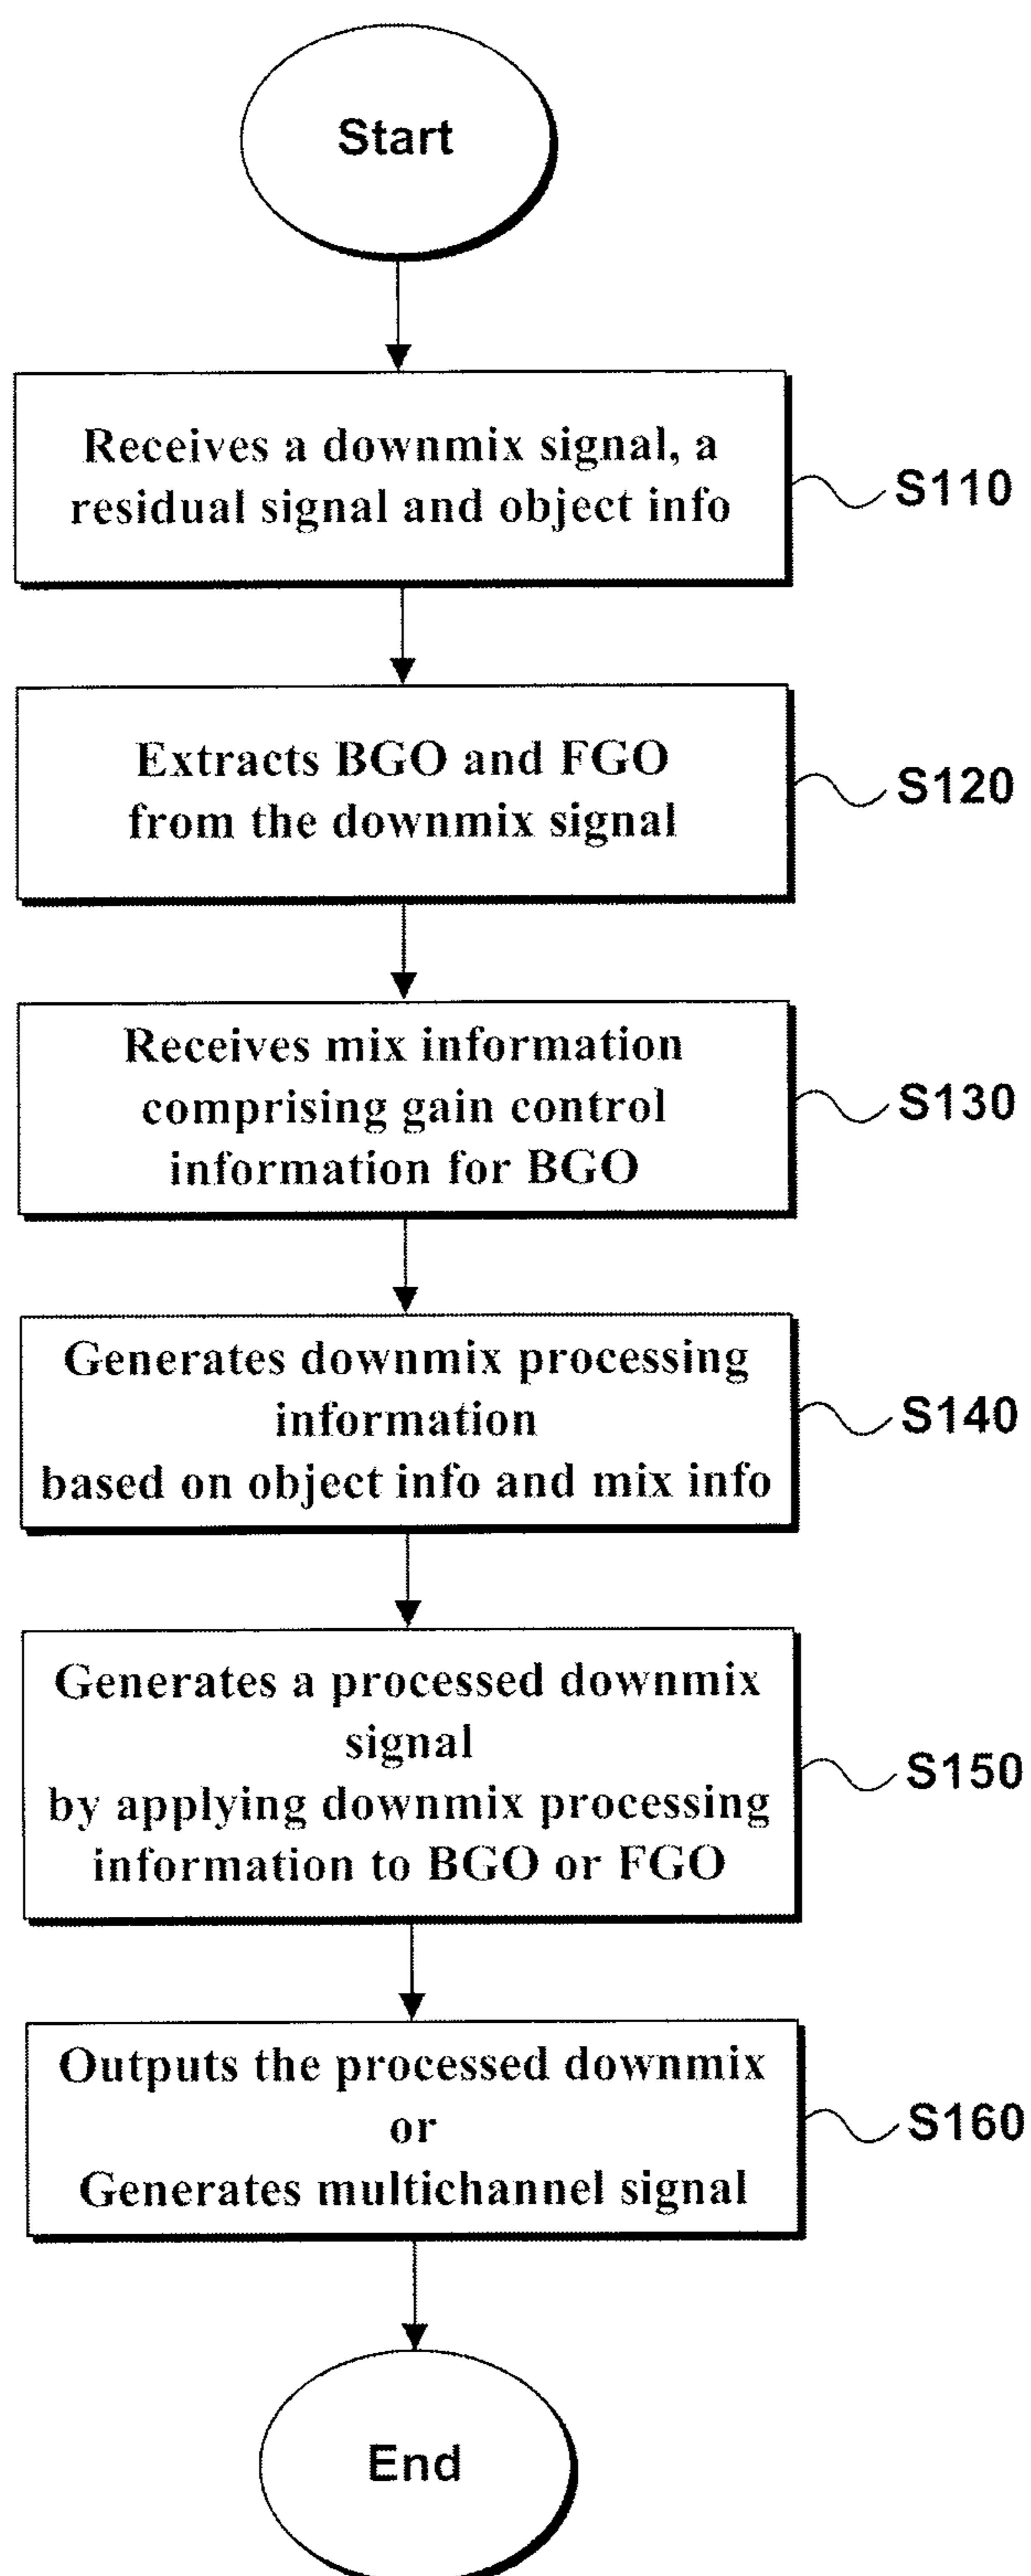 Start
Receives a downmix signal, a
residual signal and object info
S110
Extracts BGO and FGO
from the downmix signal
S120
Receives mix information
comprising gain control
information for BGO
S130
Generates downmix processing
information
based on object info and mix info
S140
Generates a processed downmix
signal
by applying downmix processing
information to BGO or FGO
S150
Outputs the processed downmix
or
Generates multichannel signal
S160
End